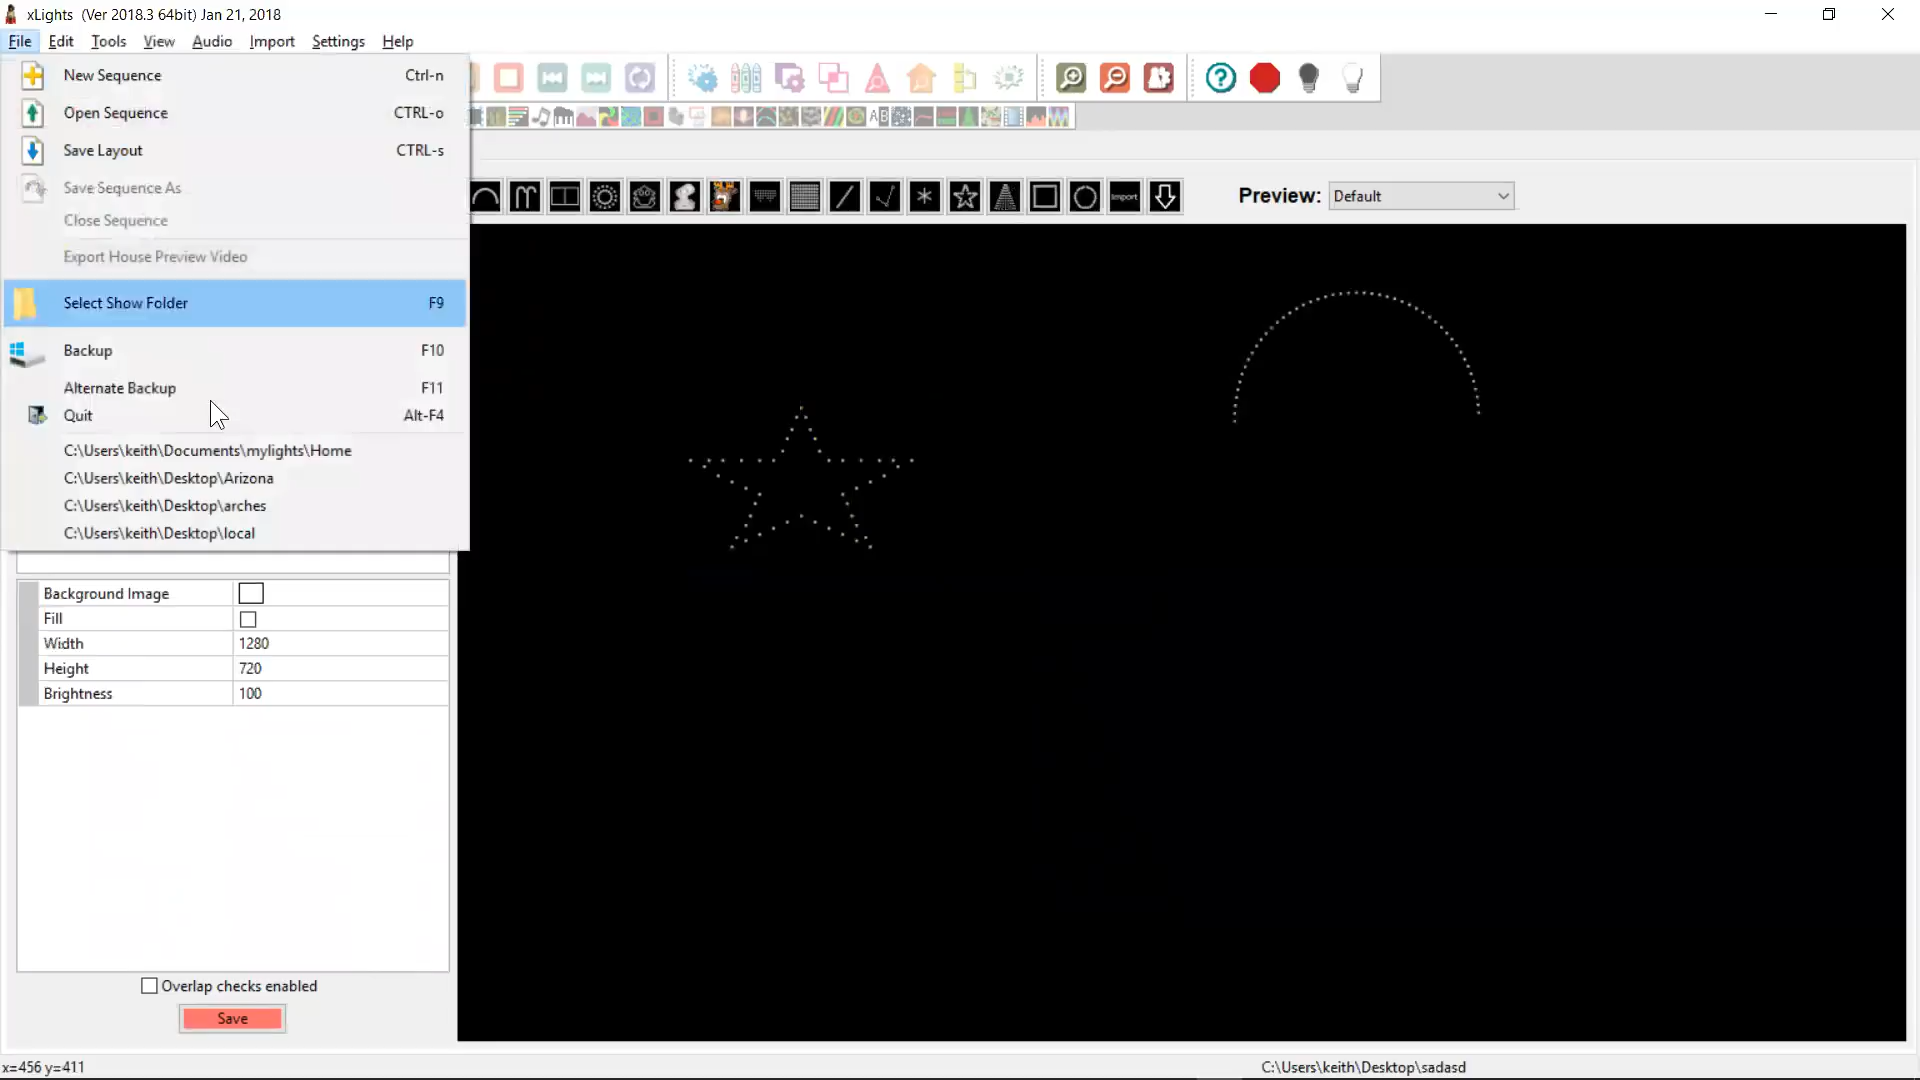 xLights (Ver 2018.3 64bit) Jan 21, 2018
File Edit Tools View Audio Import Settings Help
New Sequence Ctrl-n
Open Sequence CTRL-o
Save Layout CTRL-s
Save Sequence As
Close Sequence
Export House Preview Video
Select Show Folder F9
Backup F10
Alternate Backup F11
Quit Alt-F4
C:\Users\keith\Documents\mylights\Home
C:\Users\keith\Desktop\Arizona
C:\Users\keith\Desktop\arches
C:\Users\keith\Desktop\local
AB
Import
Preview: Default
Background Image
Fill
Width 1280
Height 720
Brightness 100
Overlap checks enabled
Save
x=456 y=411
C:\Users\keith\Desktop\sadasd